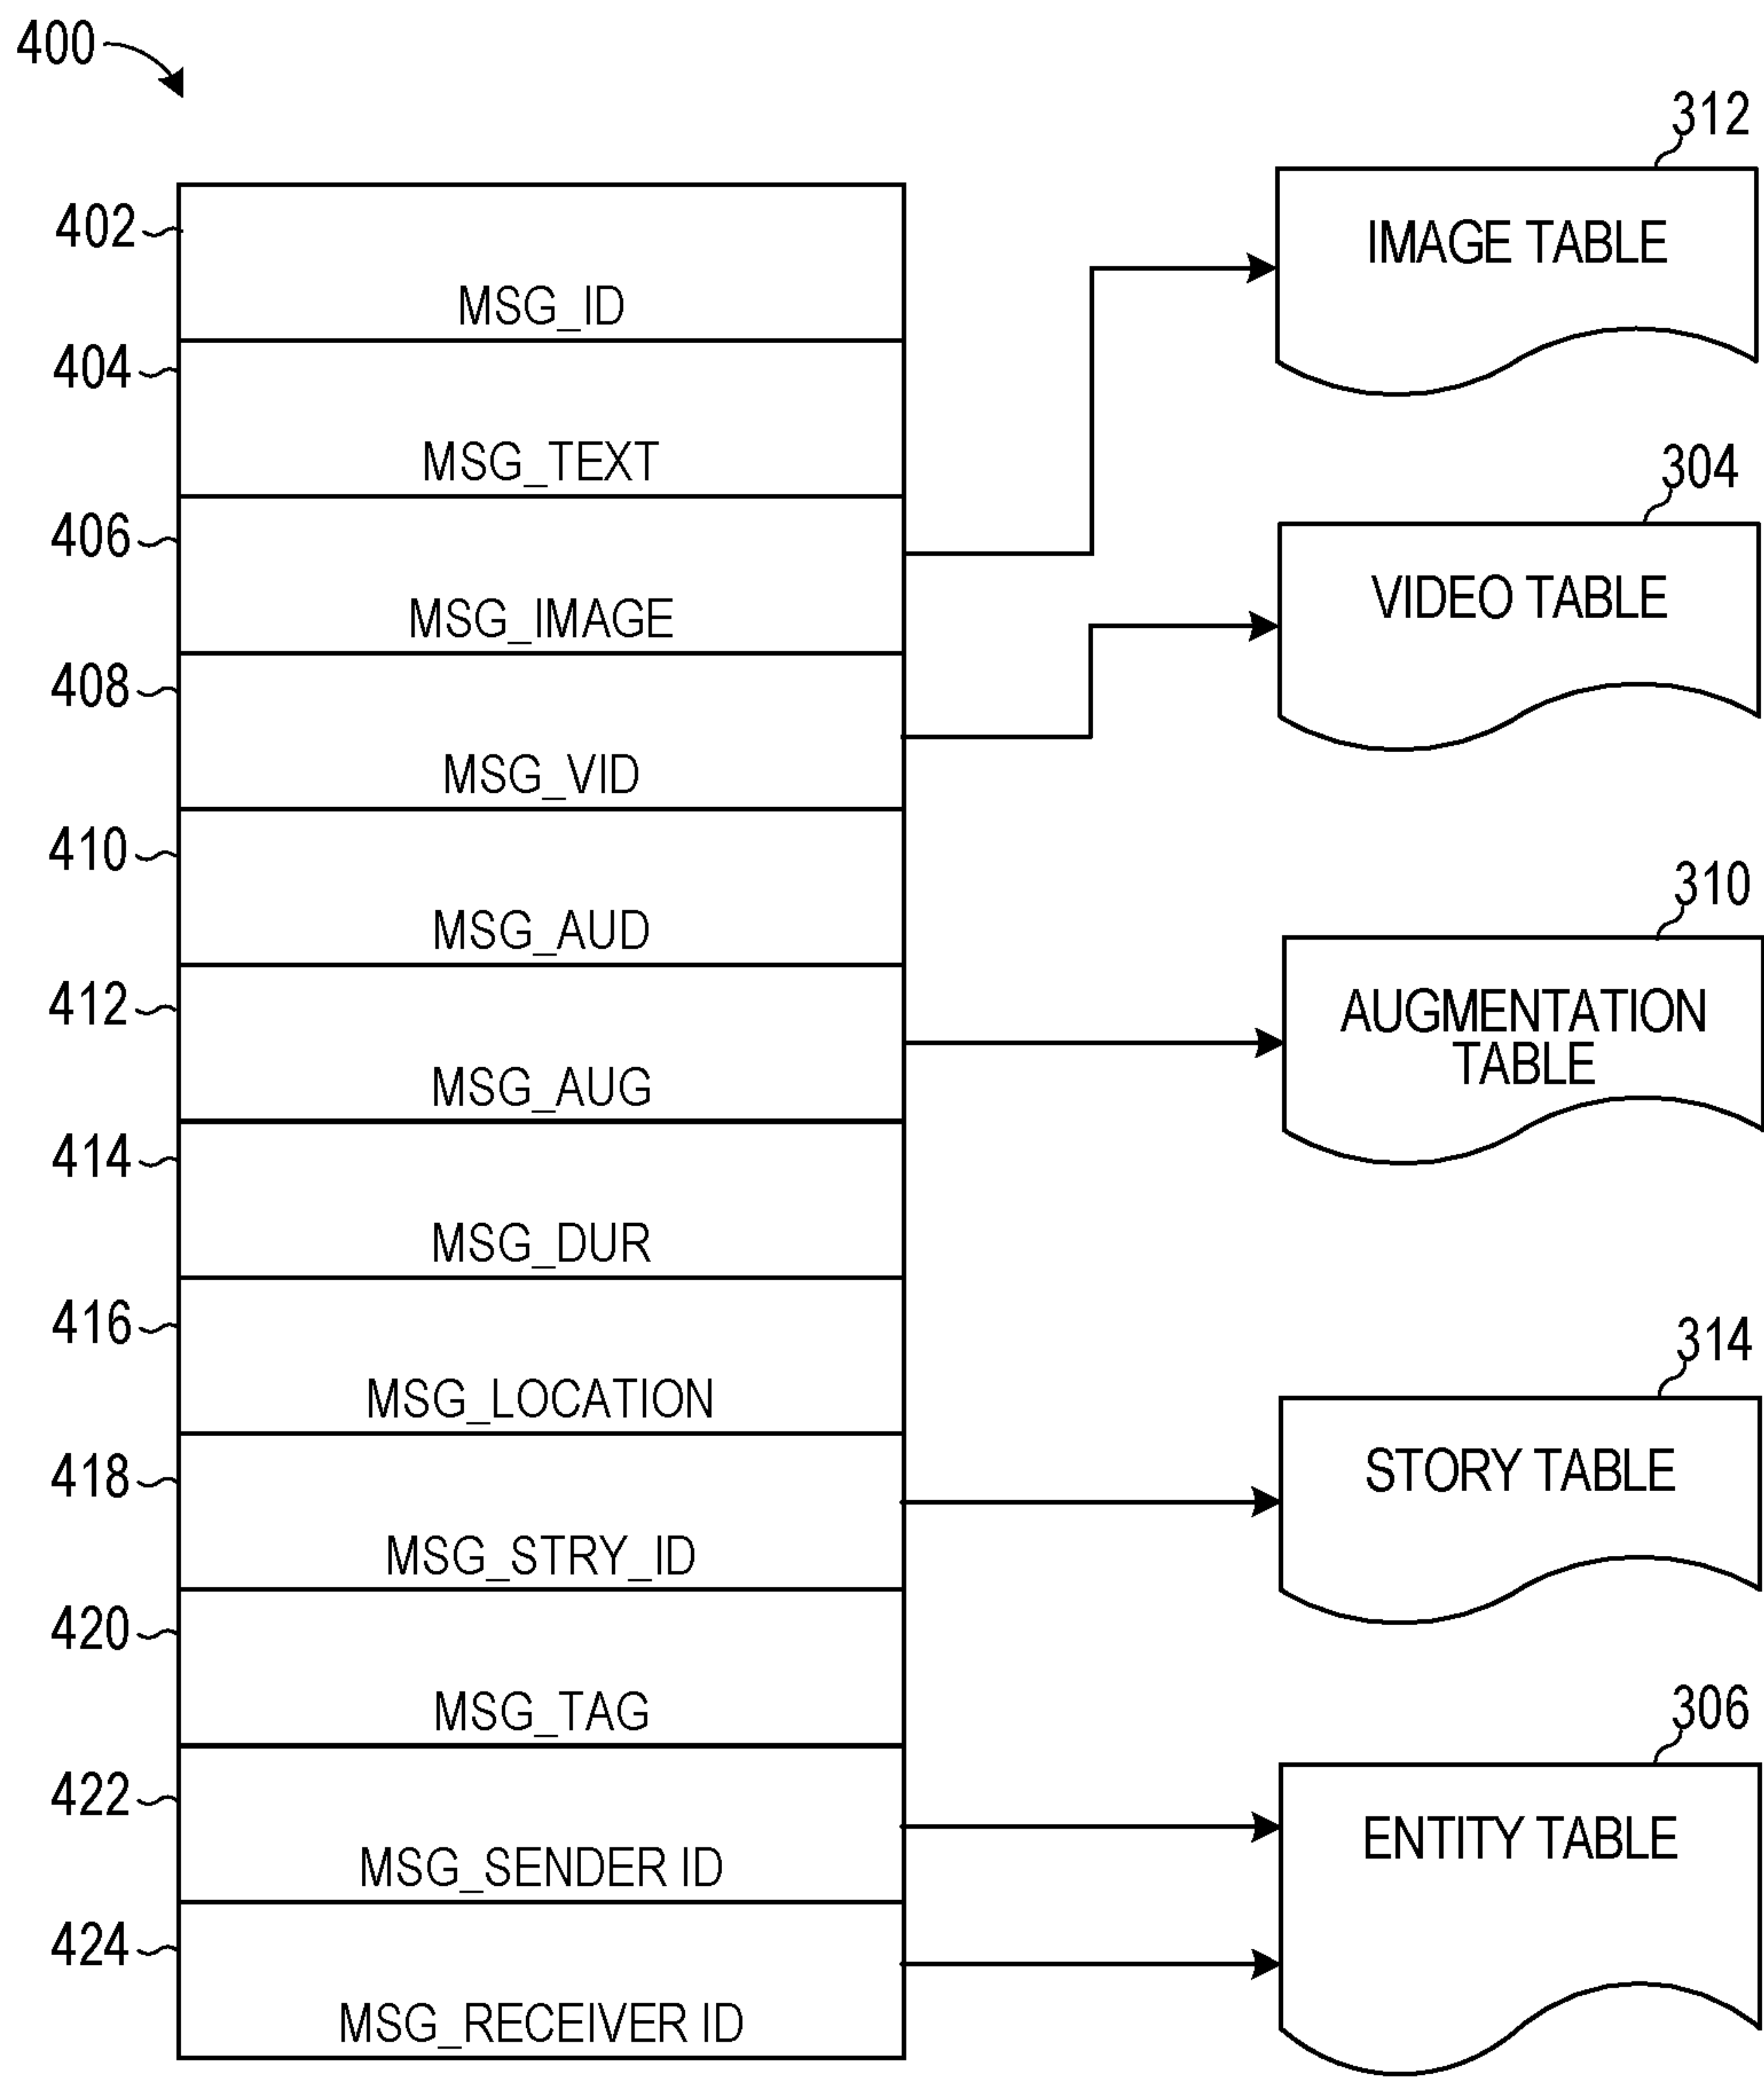 400
312
402
IMAGE TABLE
MSG_ID
404
MSG_TEXT
304
406
VIDEO TABLE
MSG_IMAGE
408
MSG_VID
410
310
MSG_AUD
412
AUGMENTATION
TABLE
MSG_AUG
414
MSG_DUR
416
314
MSG_LOCATION
418
STORY TABLE
MSG_STRY_ID
420
MSG_TAG
306
422
ENTITY TABLE
MSG_SENDER ID
424
MSG_RECEIVER ID